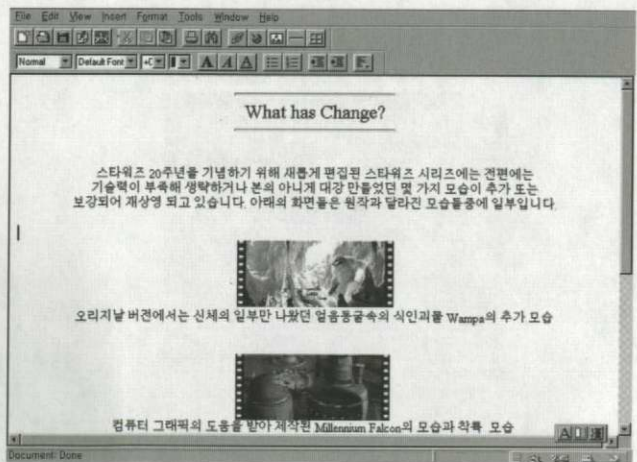 File Edit View Insert Format Tools Window Help
Normal Default Font
What has Change?
스타워즈 20주년을 기념하기 위해 새롭게 편집된 스타워즈 시리즈에는 전편에는
기술력이 부족해 생략하거나 본의 아니게 대강 만들었던 몇 가지 모습이 추가 또는
보강되어 재상영 되고 있습니다. 아래의 화면들은 원작과 달라진 모습들중에 일부입니다.
오리지날 버젼에서는 신체의 일부만 나왔던 얼음동굴속의 식인괴물 Wampa의 추가 모습
컴퓨터 그래픽의 도움을 받아 제작된 Millennium Falcon의 모습과 착륙 모습
Document: Done